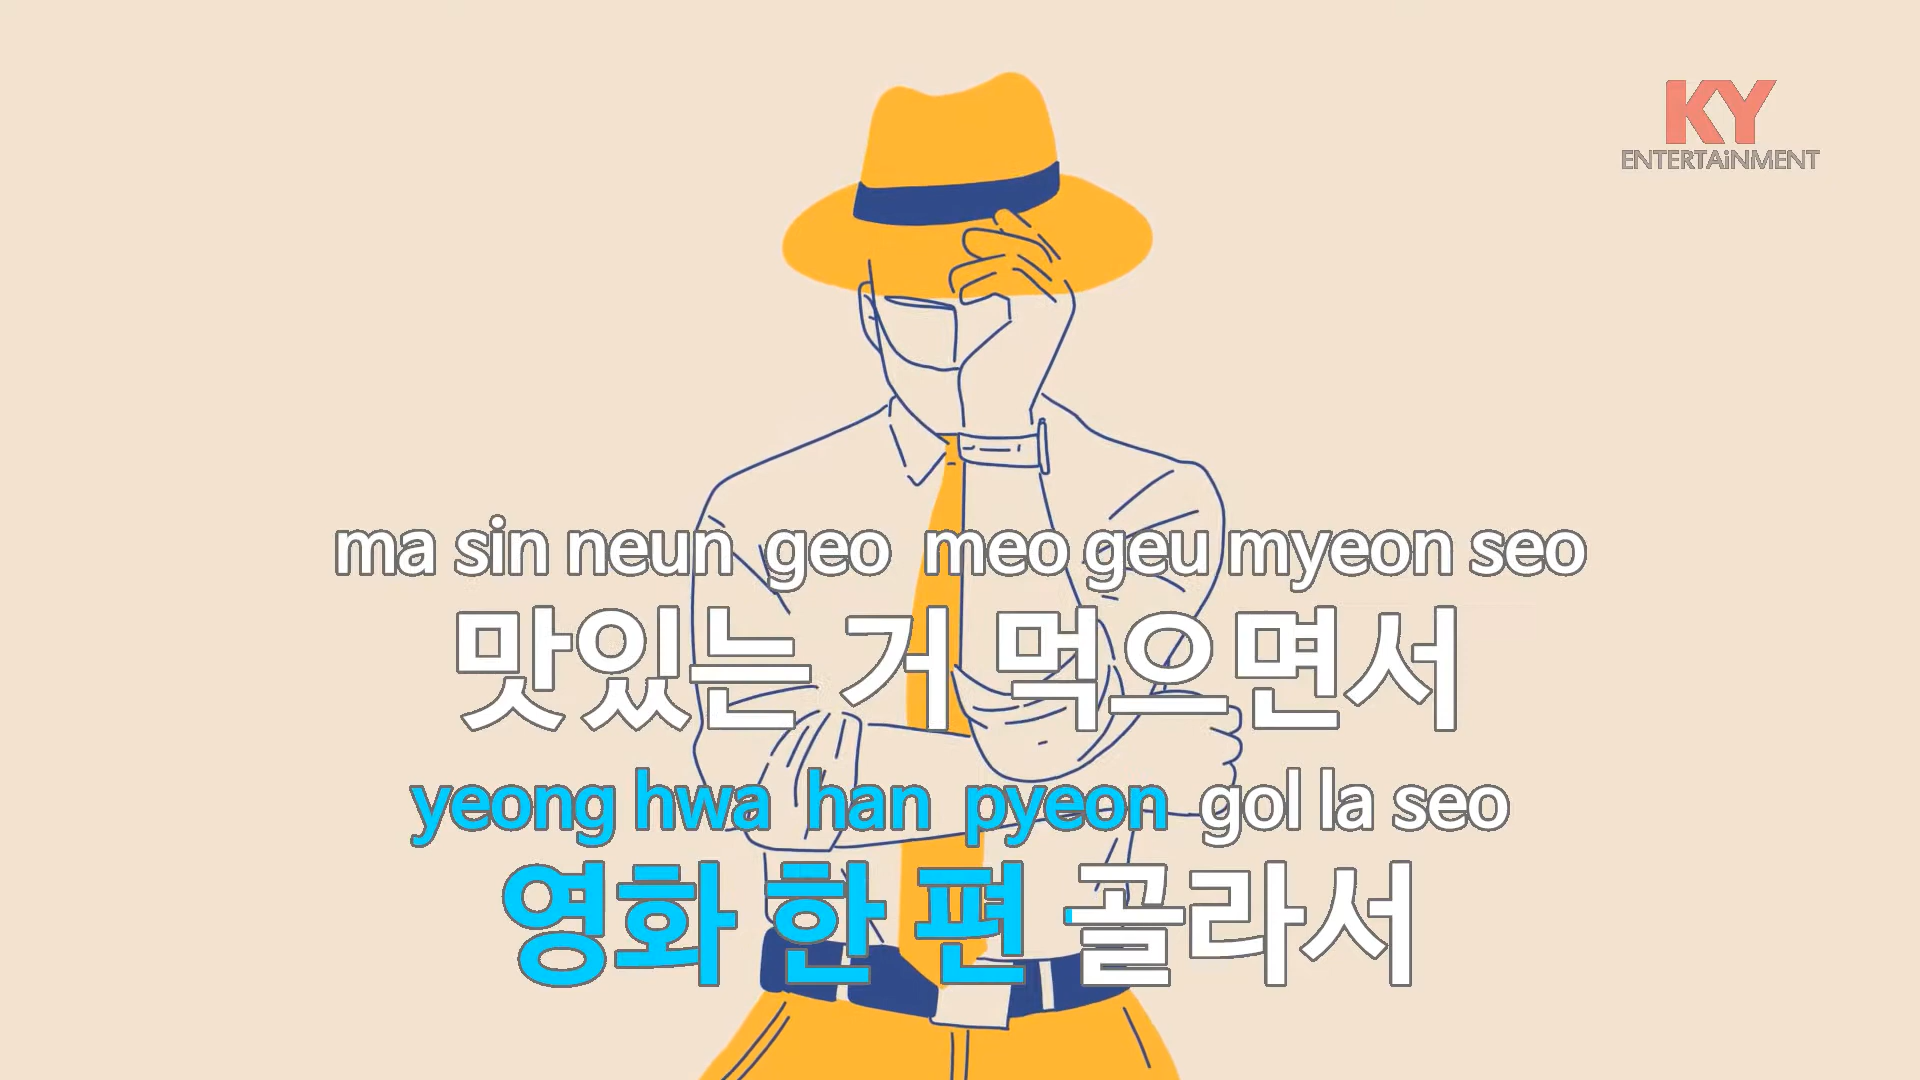 KY
ENTERTAiNMENT
ma sin neun geo meo geu myeon seo
맛있는 거 먹으면서
yeong hwa han pyeon gol la seo
영화 한 편 골라서